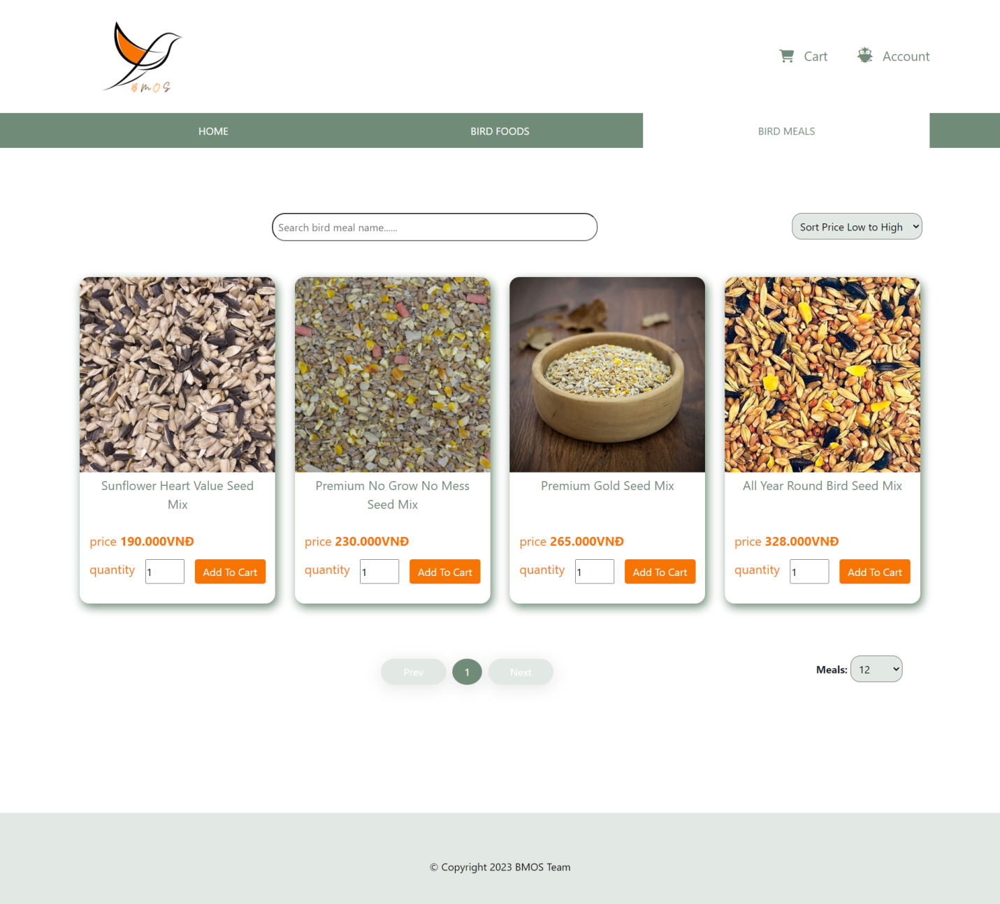 BMOS
Cart
Account
HOME
BIRD FOODS
BIRD MEALS
Search bird meal name......
Sort Price Low to High
Sunflower Heart Value Seed
Mix
price 190.000VNĐ
quantity
1
Add To Cart
Premium No Grow No Mess
Seed Mix
price 230.000VNĐ
quantity
1
Add To Cart
Premium Gold Seed Mix
price 265.000VNĐ
quantity
1
Add To Cart
All Year Round Bird Seed Mix
price 328.000VNĐ
quantity
1
Add To Cart
Prev
1
Next
Meals: 12
© Copyright 2023 BMOS Team